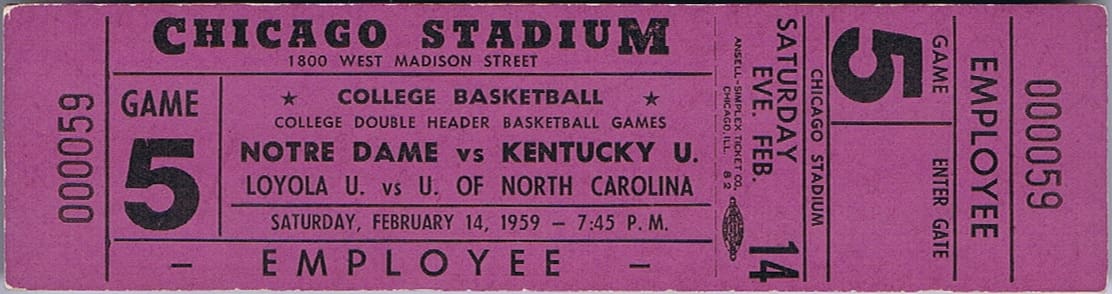 000059
CHICAGO STADIUM
1800 WEST MADISON STREET
GAME
5
★ COLLEGE BASKETBALL ★
COLLEGE DOUBLE HEADER BASKETBALL GAMES
NOTRE DAME vs KENTUCKY U.
LOYOLA U. vs U. OF NORTH CAROLINA
SATURDAY, FEBRUARY 14, 1959 – 7:45 P. M.
– EMPLOYEE –
ANSELL-SIMPLEX TICKET CO.
CHICAGO, ILL. 82
SATURDAY
EVE. FEB. 14
CHICAGO STADIUM
5
GAME
ENTER GATE
5
EMPLOYEE
000059